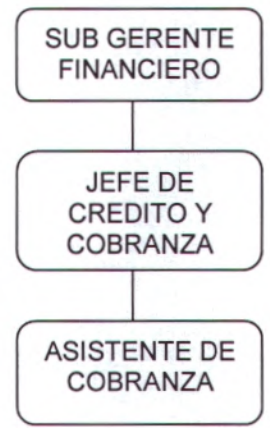 SUB GERENTE
FINANCIERO
JEFE DE
CREDITO Y
COBRANZA
ASISTENTE DE
COBRANZA